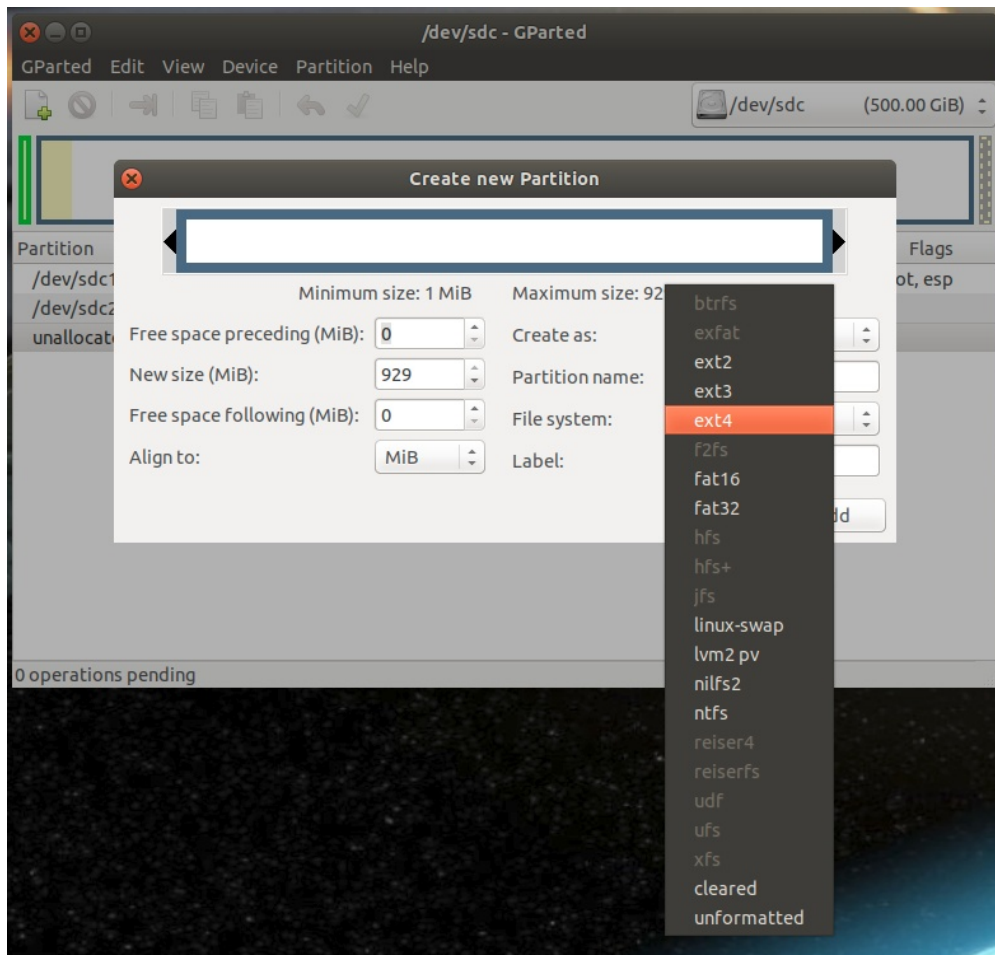 /dev/sdc - GParted
GParted Edit View Device Partition Help
/dev/sdc (500.00 GiB)
Create new Partition
Partition Flags
/dev/sdc1 ot, esp
/dev/sdc2
unallocat
Minimum size: 1 MiB Maximum size: 92
Free space preceding (MiB): 0 Create as:
New size (MiB): 929 Partition name:
Free space following (MiB): 0 File system:
Align to: MiB Label:
dd
btrfs
exfat
ext2
ext3
ext4
f2fs
fat16
fat32
hfs
hfs+
jfs
linux-swap
lvm2 pv
nilfs2
ntfs
reiser4
reiserfs
udf
ufs
xfs
cleared
unformatted
0 operations pending